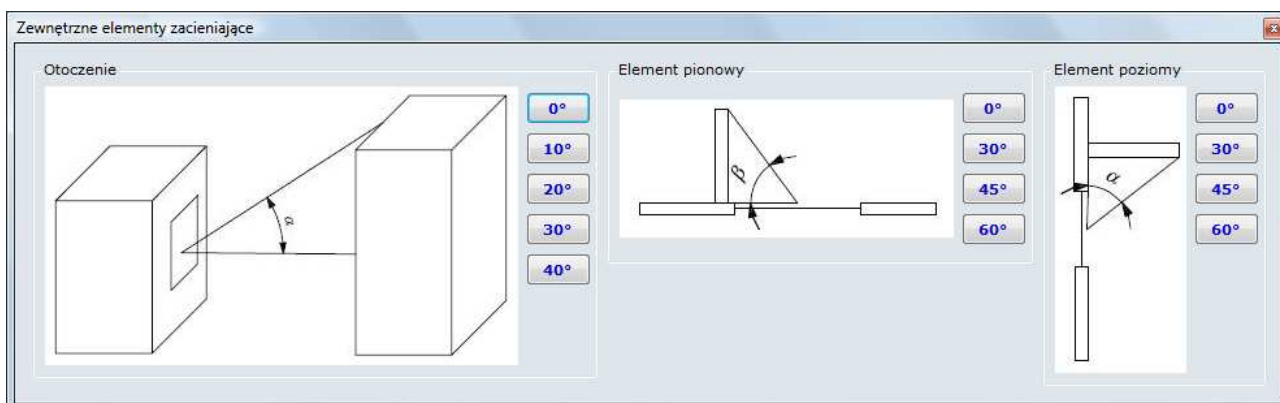 Zewnętrzne elementy zacieniające
Otoczenie
α
0°
10°
20°
30°
40°
Element pionowy
β
0°
30°
45°
60°
Element poziomy
α
0°
30°
45°
60°